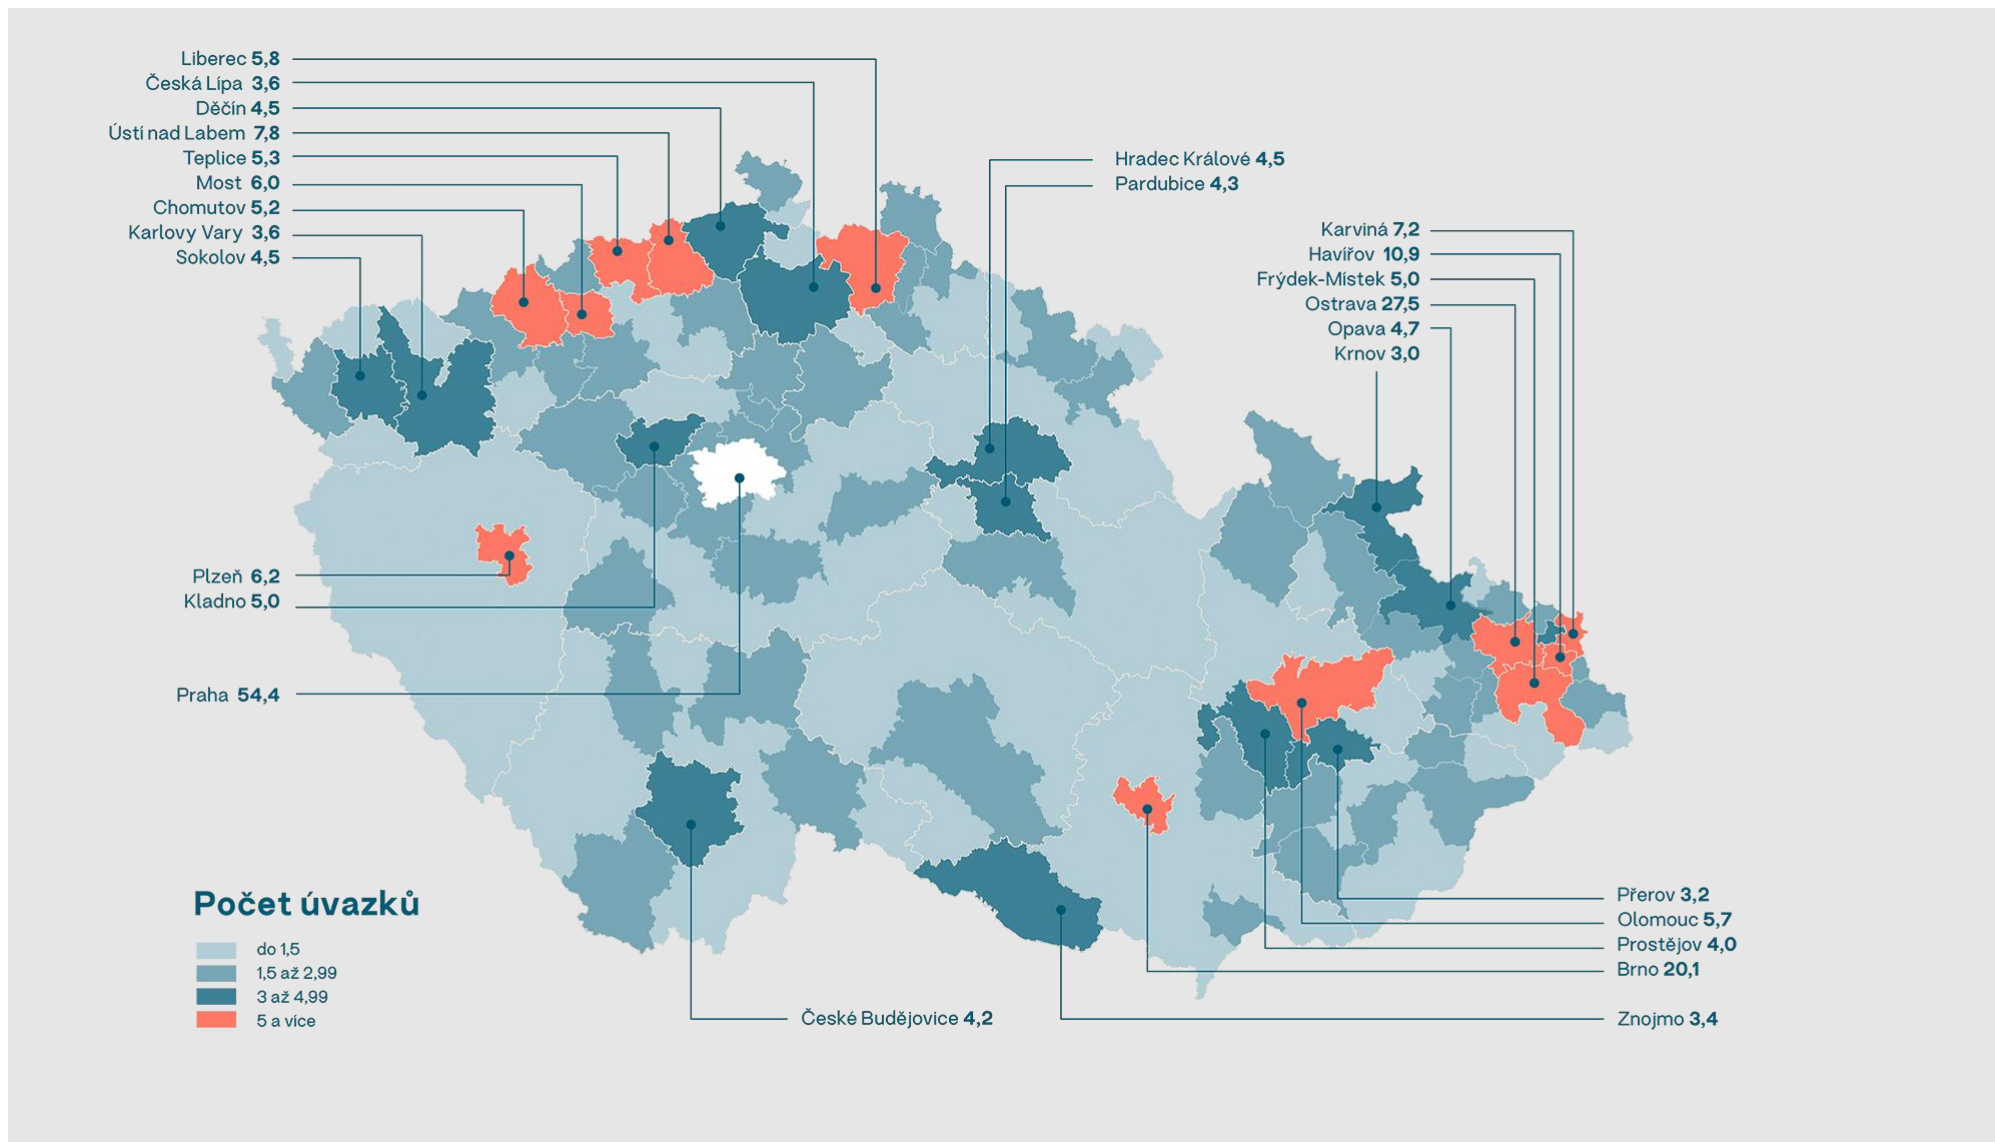 Liberec 5,8
Česká Lípa 3,6
Děčín 4,5
Ústí nad Labem 7,8
Teplice 5,3
Most 6,0
Chomutov 5,2
Karlovy Vary 3,6
Sokolov 4,5
Hradec Králové 4,5
Pardubice 4,3
Karviná 7,2
Havířov 10,9
Frýdek-Místek 5,0
Ostrava 27,5
Opava 4,7
Krnov 3,0
Plzeň 6,2
Kladno 5,0
Praha 54,4
Počet úvazků
do 1,5
1,5 až 2,99
3 až 4,99
5 a více
České Budějovice 4,2
Přerov 3,2
Olomouc 5,7
Prostějov 4,0
Brno 20,1
Znojmo 3,4